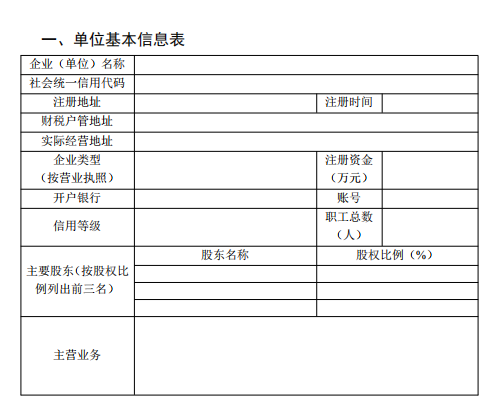 一、单位基本信息表
企业（单位）名称
社会统一信用代码
注册地址 注册时间
财税户管地址
实际经营地址
企业类型
（按营业执照）
注册资金
（万元）
开户银行 账号
信用等级
职工总数
（人）
主要股东（按股权比
例列出前三名）
股东名称 股权比例（%）
主营业务